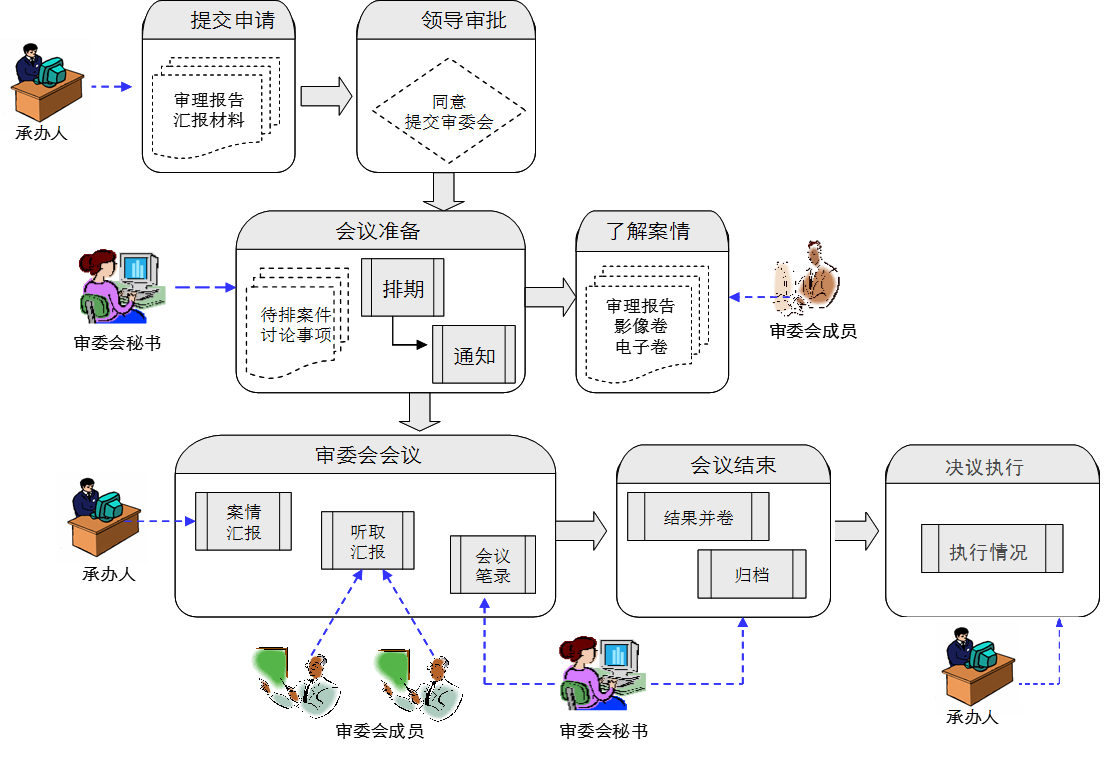 提交申请
领导审批
审理报告
汇报材料
同意
提交审委会
承办人
会议准备
了解案情
待排案件
讨论事项
排期
通知
审理报告
影像卷
电子卷
审委会秘书
审委会成员
审委会会议
会议结束
决议执行
案情
汇报
听取
汇报
会议
笔录
结果并卷
归档
执行情况
承办人
审委会成员
审委会秘书
承办人